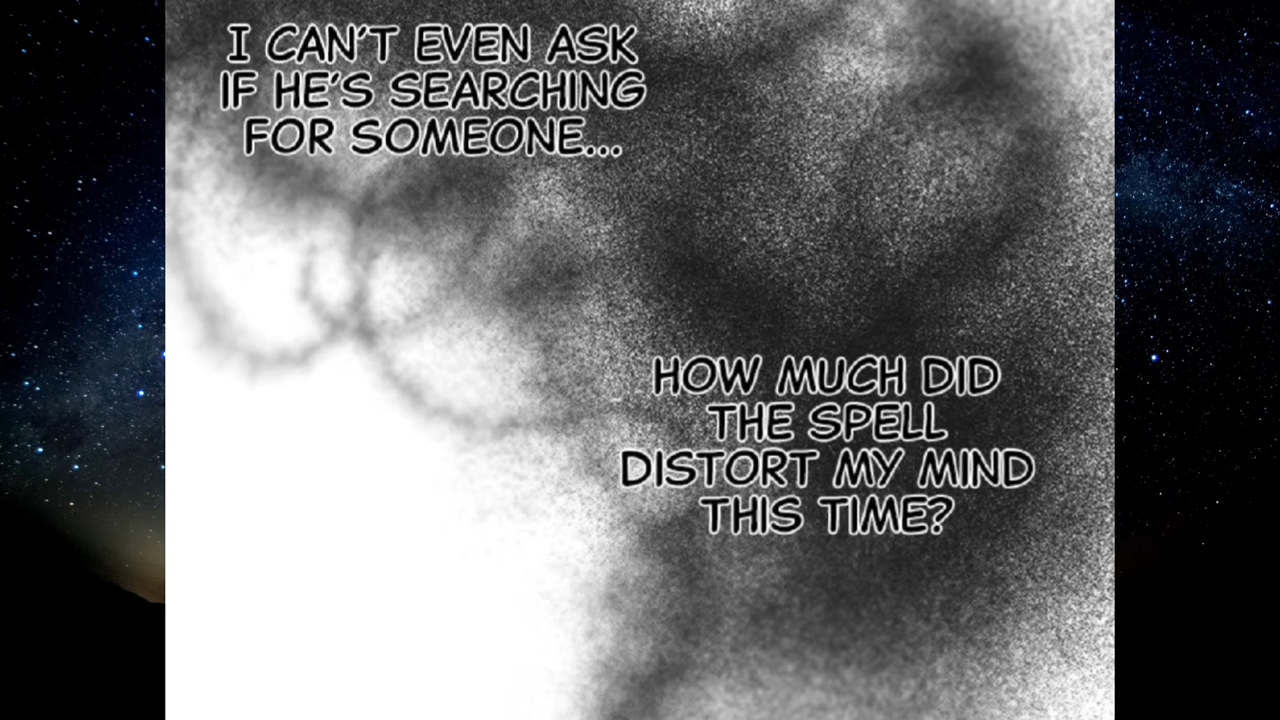 I CAN'T EVEN ASK
IF HE'S SEARCHING
FOR SOMEONE...
HOW MUCH DID
THE SPELL
DISTORT MY MIND
THIS TIME?